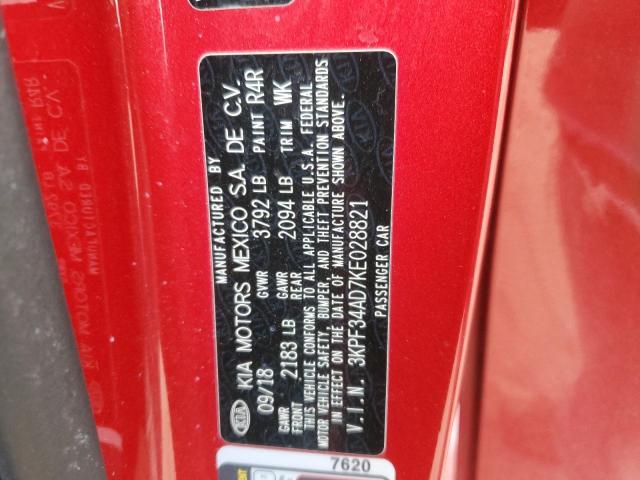 MANUFACTURED BY
KIA KIA MOTORS MEXICO S.A. DE C.V.
09/18 GVWR 3792 LB PAINT R4R
GAWR FRONT 2183 LB GAWR REAR 2094 LB TRIM WK
THIS VEHICLE CONFORMS TO ALL APPLICABLE U.S.A. FEDERAL
MOTOR VEHICLE SAFETY, BUMPER, AND THEFT PREVENTION STANDARDS
IN EFFECT ON THE DATE OF MANUFACTURE SHOWN ABOVE.
V.I.N. 3KPF34AD7KE028821
PASSENGER CAR
7620